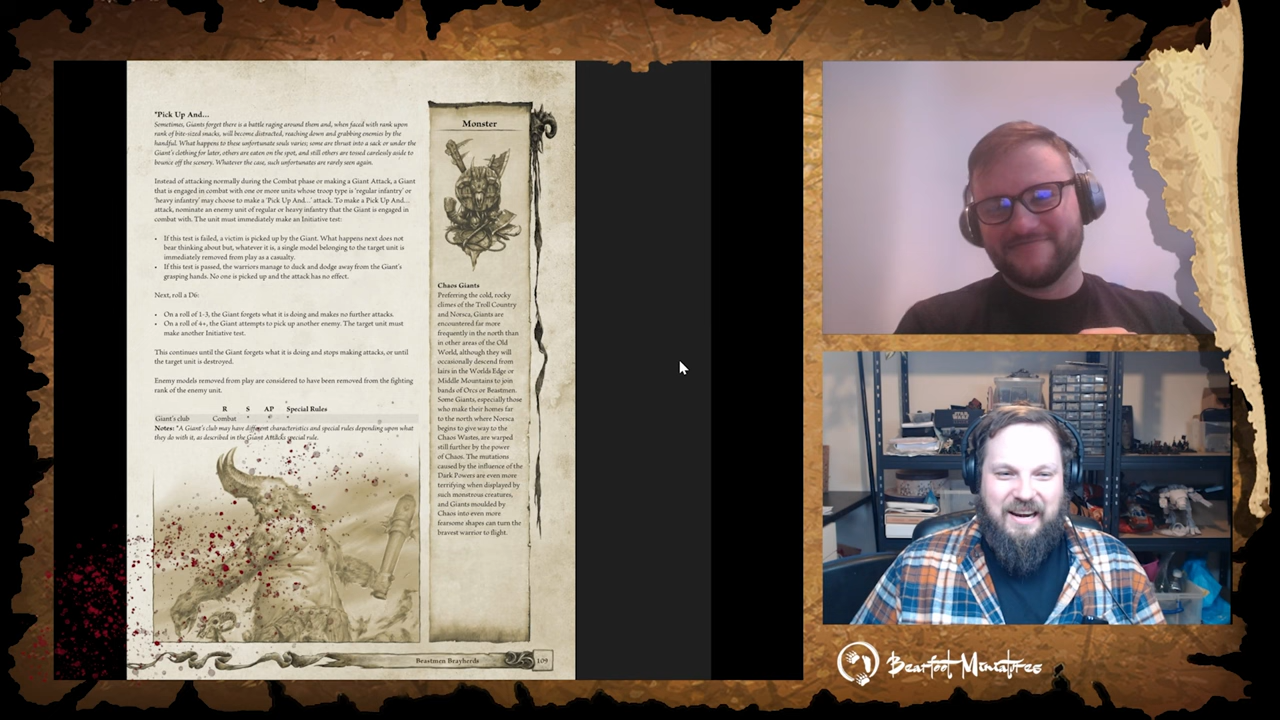 *Pick Up And...
Sometimes, Giants forget there is a battle raging around them and, when faced with rank upon
rank of bite-sized snacks, will become distracted, reaching down and grabbing enemies by the
handful. What happens to these unfortunate souls varies; some are thrust into a sack or under the
Giant's clothing for later, others are eaten on the spot, and still others are tossed carelessly aside to
bounce off the scenery. Whatever the case, such unfortunates are rarely seen again.
Instead of attacking normally during the Combat phase or making a Giant Attack, a Giant
that is engaged in combat with one or more units whose troop type is 'regular infantry' or
'heavy infantry' may choose to make a 'Pick Up And...' attack. To make a Pick Up And...
attack, nominate an enemy unit of regular or heavy infantry that the Giant is engaged in
combat with. The unit must immediately make an Initiative test:
• If this test is failed, a victim is picked up by the Giant. What happens next does not
bear thinking about but, whatever it is, a single model belonging to the target unit is
immediately removed from play as a casualty.
• If this test is passed, the warriors manage to duck and dodge away from the Giant's
grasping hands. No one is picked up and the attack has no effect.
Next, roll a D6:
• On a roll of 1-3, the Giant forgets what it is doing and makes no further attacks.
• On a roll of 4+, the Giant attempts to pick up another enemy. The target unit must
make another Initiative test.
This continues until the Giant forgets what it is doing and stops making attacks, or until
the target unit is destroyed.
Enemy models removed from play are considered to have been removed from the fighting
rank of the enemy unit.
R S AP Special Rules
Giant's club Combat * * *
Notes: *A Giant's club may have different characteristics and special rules depending upon what
they do with it, as described in the Giant Attacks special rule.
Monster
Chaos Giants
Preferring the cold, rocky
climes of the Troll Country
and Norsca, Giants are
encountered far more
frequently in the north than
in other areas of the Old
World, although they will
occasionally descend from
lairs in the Worlds Edge or
Middle Mountains to join
bands of Orcs or Beastmen.
Some Giants, especially those
who make their homes far
to the north where Norsca
begins to give way to the
Chaos Wastes, are warped
still further by the power
of Chaos. The mutations
caused by the influence of the
Dark Powers are even more
terrifying when displayed by
such monstrous creatures,
and Giants moulded by
Chaos into even more
fearsome shapes can turn the
bravest warrior to flight.
Beastmen Brayherds 109
STAR WARS
Bearfoot Miniatures